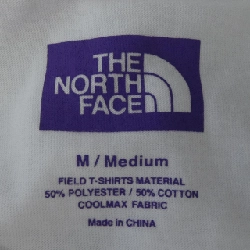 THE
NORTH
FACE
M / Medium
FIELD T-SHIRTS MATERIAL
50% POLYESTER / 50% COTTON
COOLMAX FABRIC
Made in CHINA